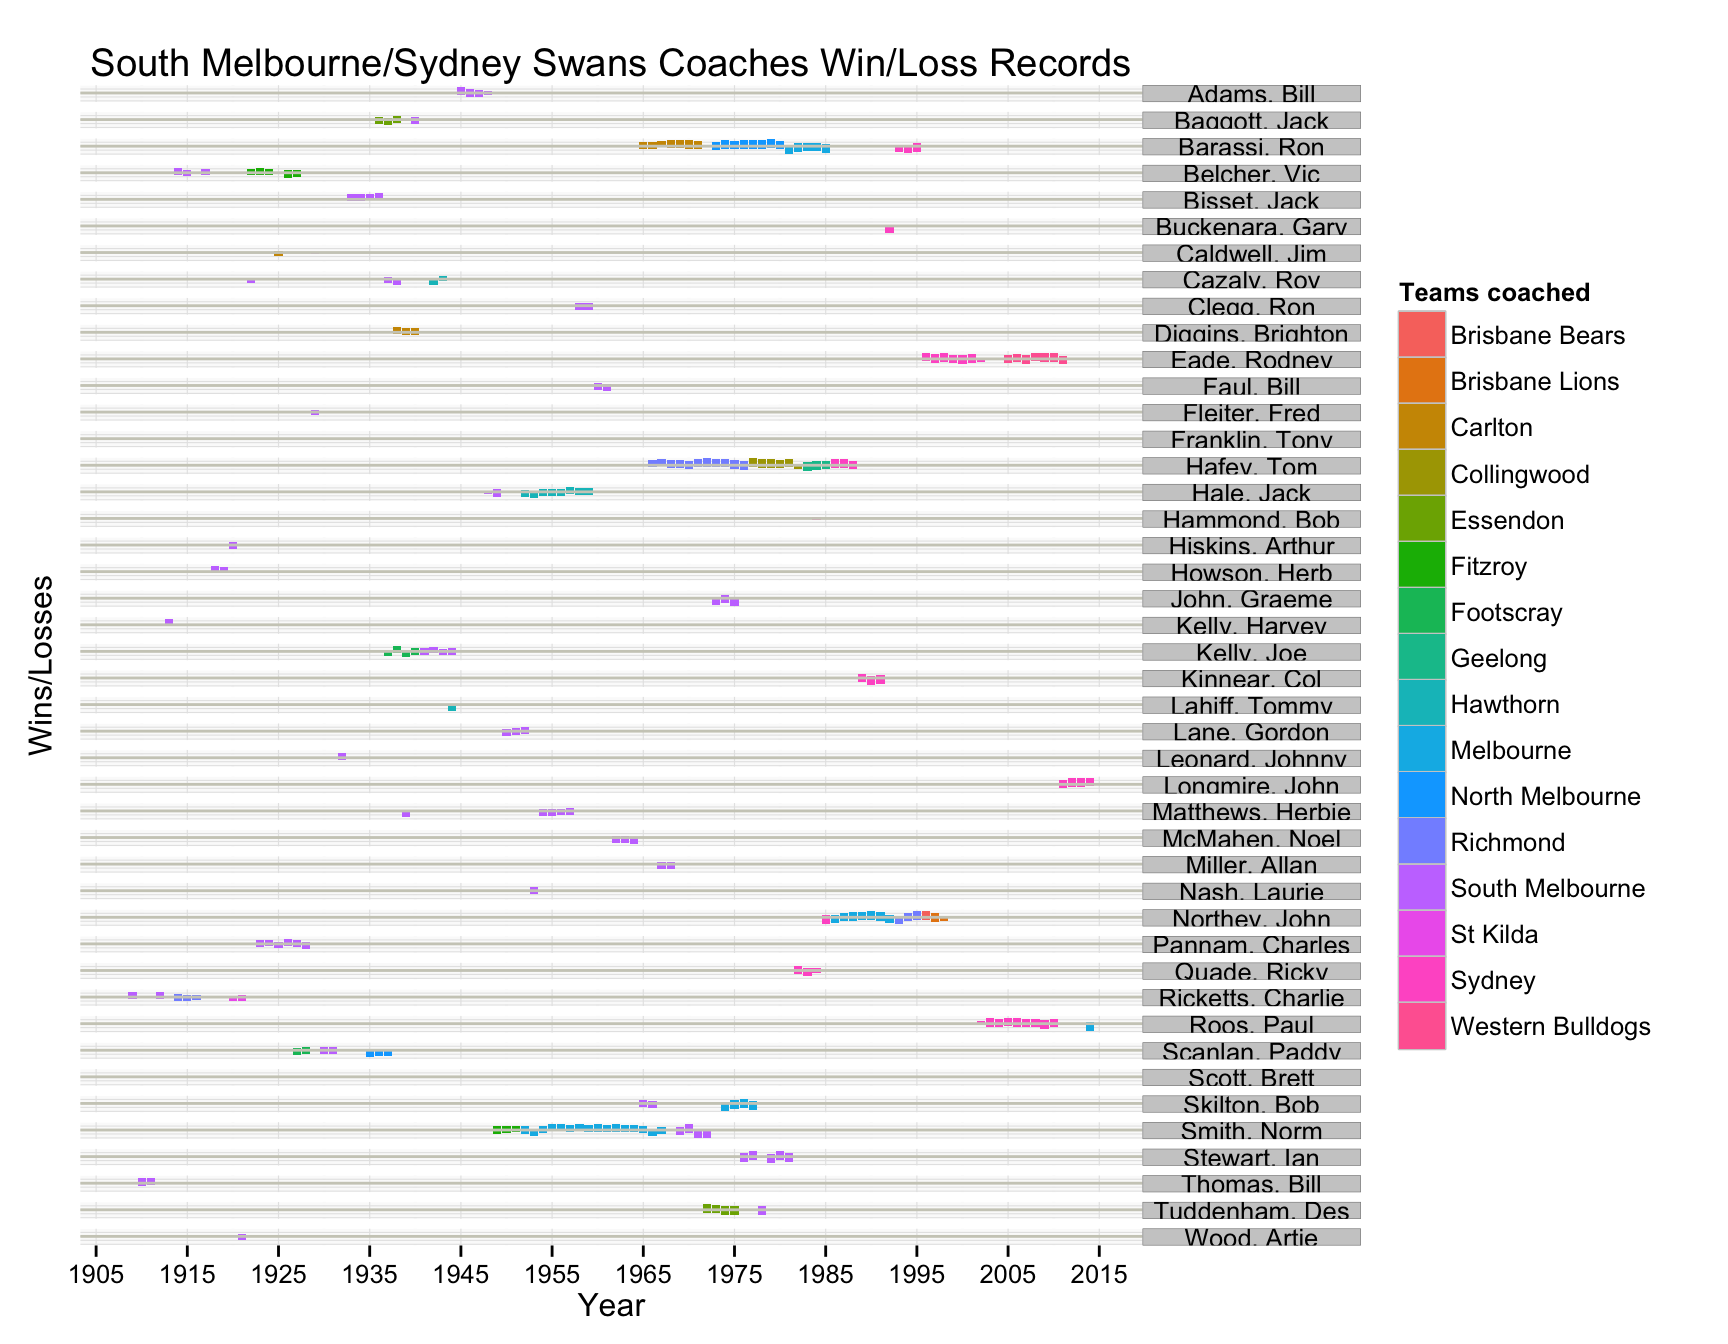 South Melbourne/Sydney Swans Coaches Win/Loss Records
Adams, Bill
Baggott, Jack
Barassi, Ron
Belcher, Vic
Bisset, Jack
Buckenara, Gary
Caldwell, Jim
Cazaly, Roy
Clegg, Ron
Diggins, Brighton
Eade, Rodney
Faul, Bill
Fleiter, Fred
Franklin, Tony
Hafey, Tom
Hale, Jack
Hammond, Bob
Hiskins, Arthur
Howson, Herb
John, Graeme
Kelly, Harvey
Kelly, Joe
Kinnear, Col
Lahiff, Tommy
Lane, Gordon
Leonard, Johnny
Longmire, John
Matthews, Herbie
McMahen, Noel
Miller, Allan
Nash, Laurie
Northey, John
Pannam, Charles
Quade, Ricky
Ricketts, Charlie
Roos, Paul
Scanlan, Paddy
Scott, Brett
Skilton, Bob
Smith, Norm
Stewart, Ian
Thomas, Bill
Tuddenham, Des
Wood, Artie
Wins/Losses
1905 1915 1925 1935 1945 1955 1965 1975 1985 1995 2005 2015
Year
Teams coached
Brisbane Bears
Brisbane Lions
Carlton
Collingwood
Essendon
Fitzroy
Footscray
Geelong
Hawthorn
Melbourne
North Melbourne
Richmond
South Melbourne
St Kilda
Sydney
Western Bulldogs